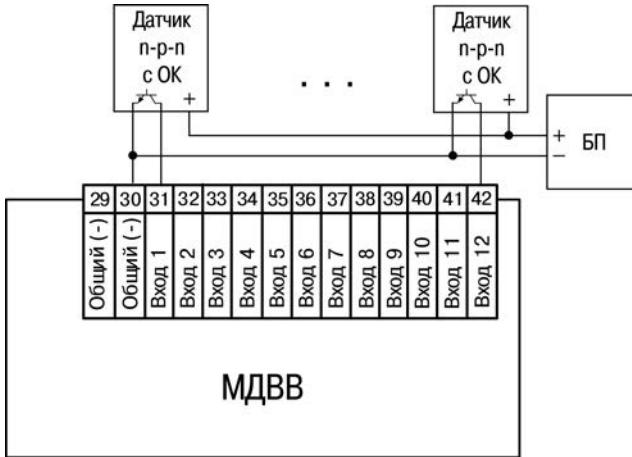 Датчик
n-p-n
с ОК
+
. . .
Датчик
n-p-n
с ОК
+
+
−
БП
29 30 31 32 33 34 35 36 37 38 39 40 41 42
Общий (-)
Общий (-)
Вход 1
Вход 2
Вход 3
Вход 4
Вход 5
Вход 6
Вход 7
Вход 8
Вход 9
Вход 10
Вход 11
Вход 12
МДВВ